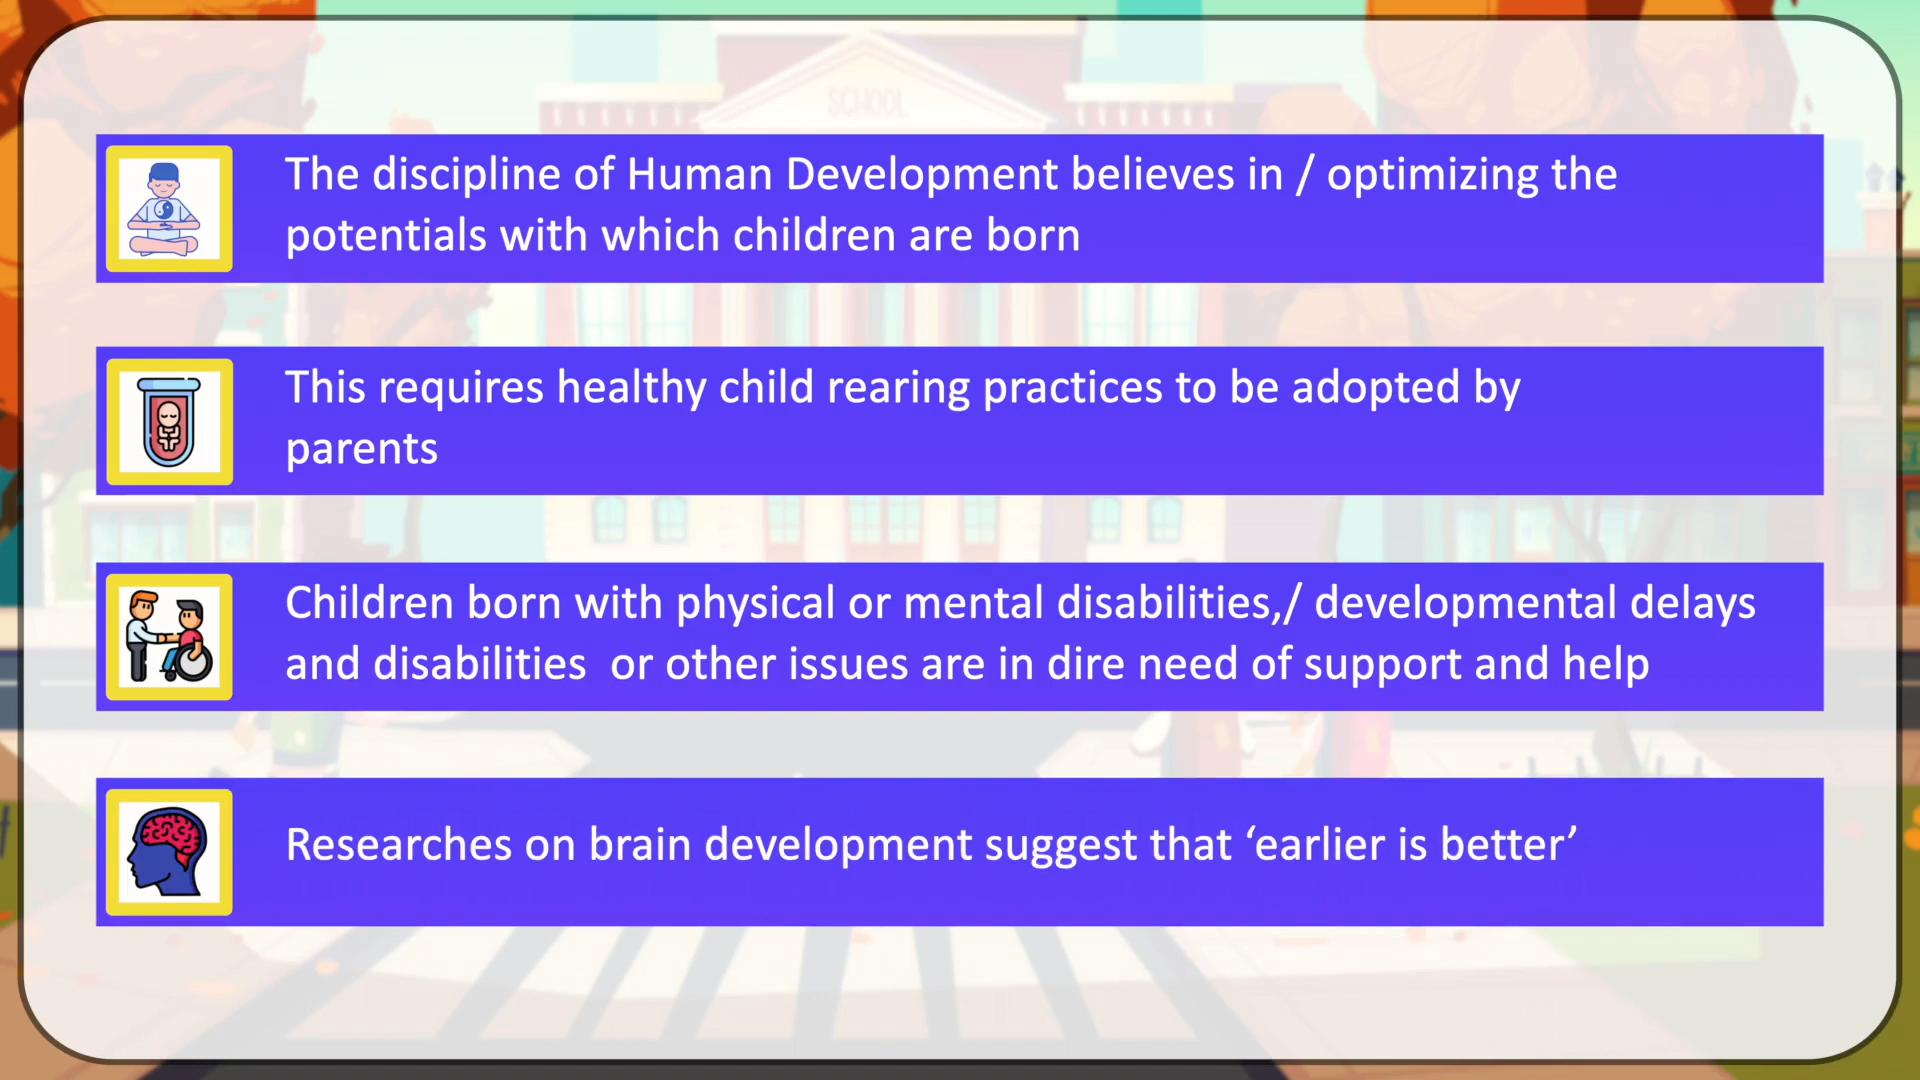 SCHOOL
The discipline of Human Development believes in / optimizing the
potentials with which children are born
This requires healthy child rearing practices to be adopted by
parents
Children born with physical or mental disabilities,/ developmental delays
and disabilities  or other issues are in dire need of support and help
Researches on brain development suggest that ‘earlier is better’